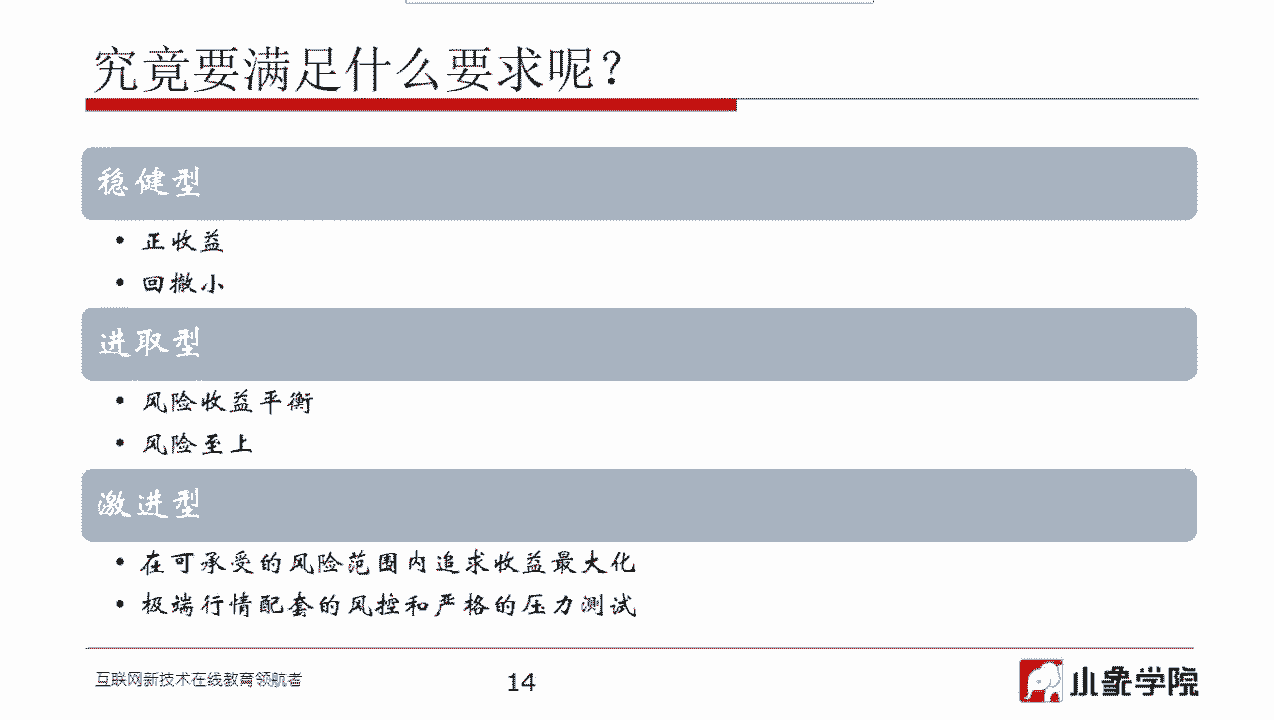 究竟要满足什么要求呢？
稳健型
• 正收益
• 回撤小
进取型
• 风险收益平衡
• 风险至上
激进型
• 在可承受的风险范围内追求收益最大化
• 极端行情配套的风控和严格的压力测试
互联网新技术在线教育领航者
14
小象学院